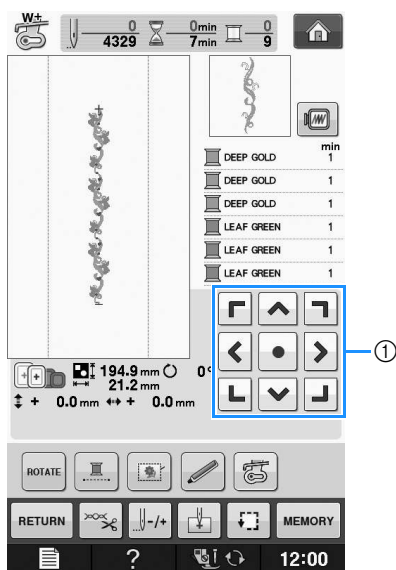 W+ 0 0min 0
4329 7min 9
min
DEEP GOLD 1
DEEP GOLD 1
DEEP GOLD 1
LEAF GREEN 1
LEAF GREEN 1
LEAF GREEN 1
①
194.9 mm 0°
21.2 mm
+ 0.0 mm + 0.0 mm
ROTATE
RETURN -/+ MEMORY
? 12:00